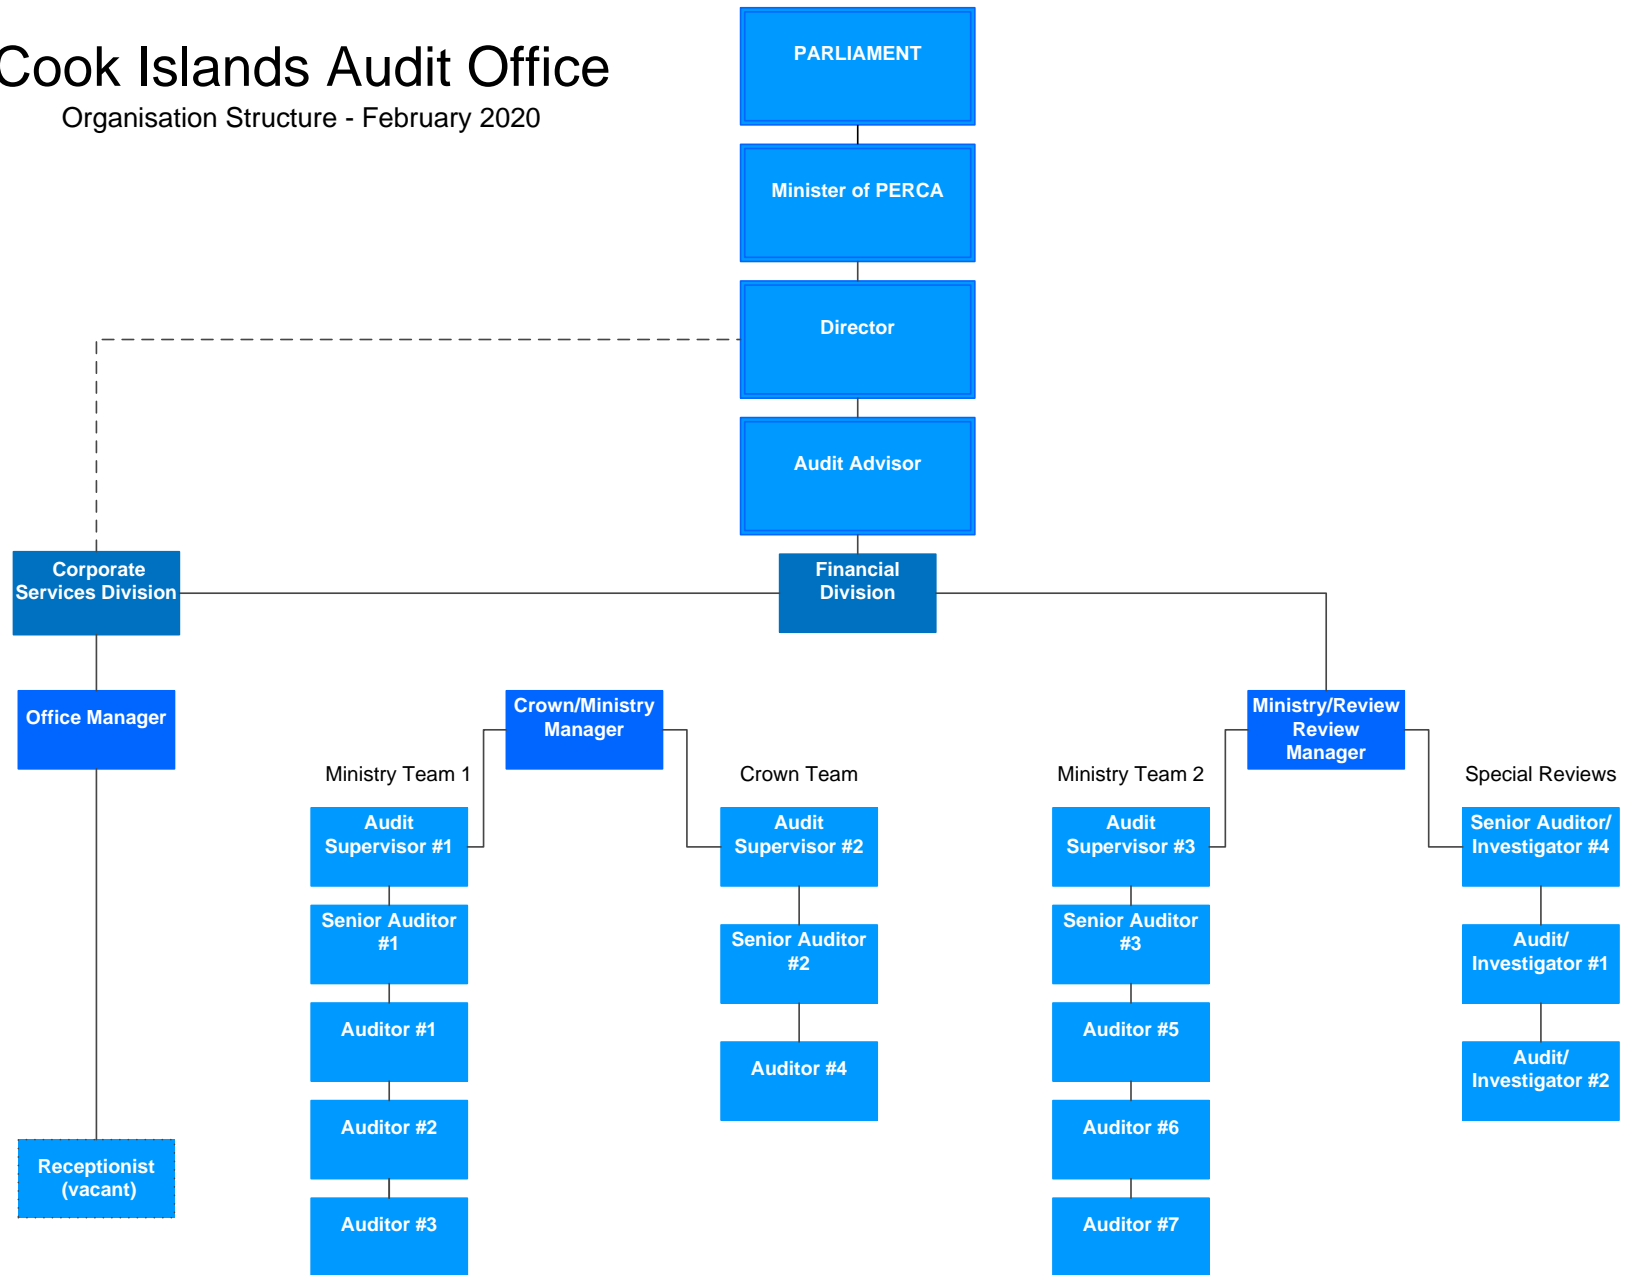 Cook Islands Audit Office
Organisation Structure - February 2020
PARLIAMENT
Minister of PERCA
Director
Audit Advisor
Corporate
Services Division
Financial
Division
Office Manager
Crown/Ministry
Manager
Ministry/Review
Review
Manager
Ministry Team 1
Crown Team
Ministry Team 2
Special Reviews
Audit
Supervisor #1
Audit
Supervisor #2
Audit
Supervisor #3
Senior Auditor/
Investigator #4
Senior Auditor
#1
Senior Auditor
#2
Senior Auditor
#3
Audit/
Investigator #1
Auditor #1
Auditor #4
Auditor #5
Audit/
Investigator #2
Auditor #2
Auditor #6
Receptionist
(vacant)
Auditor #3
Auditor #7